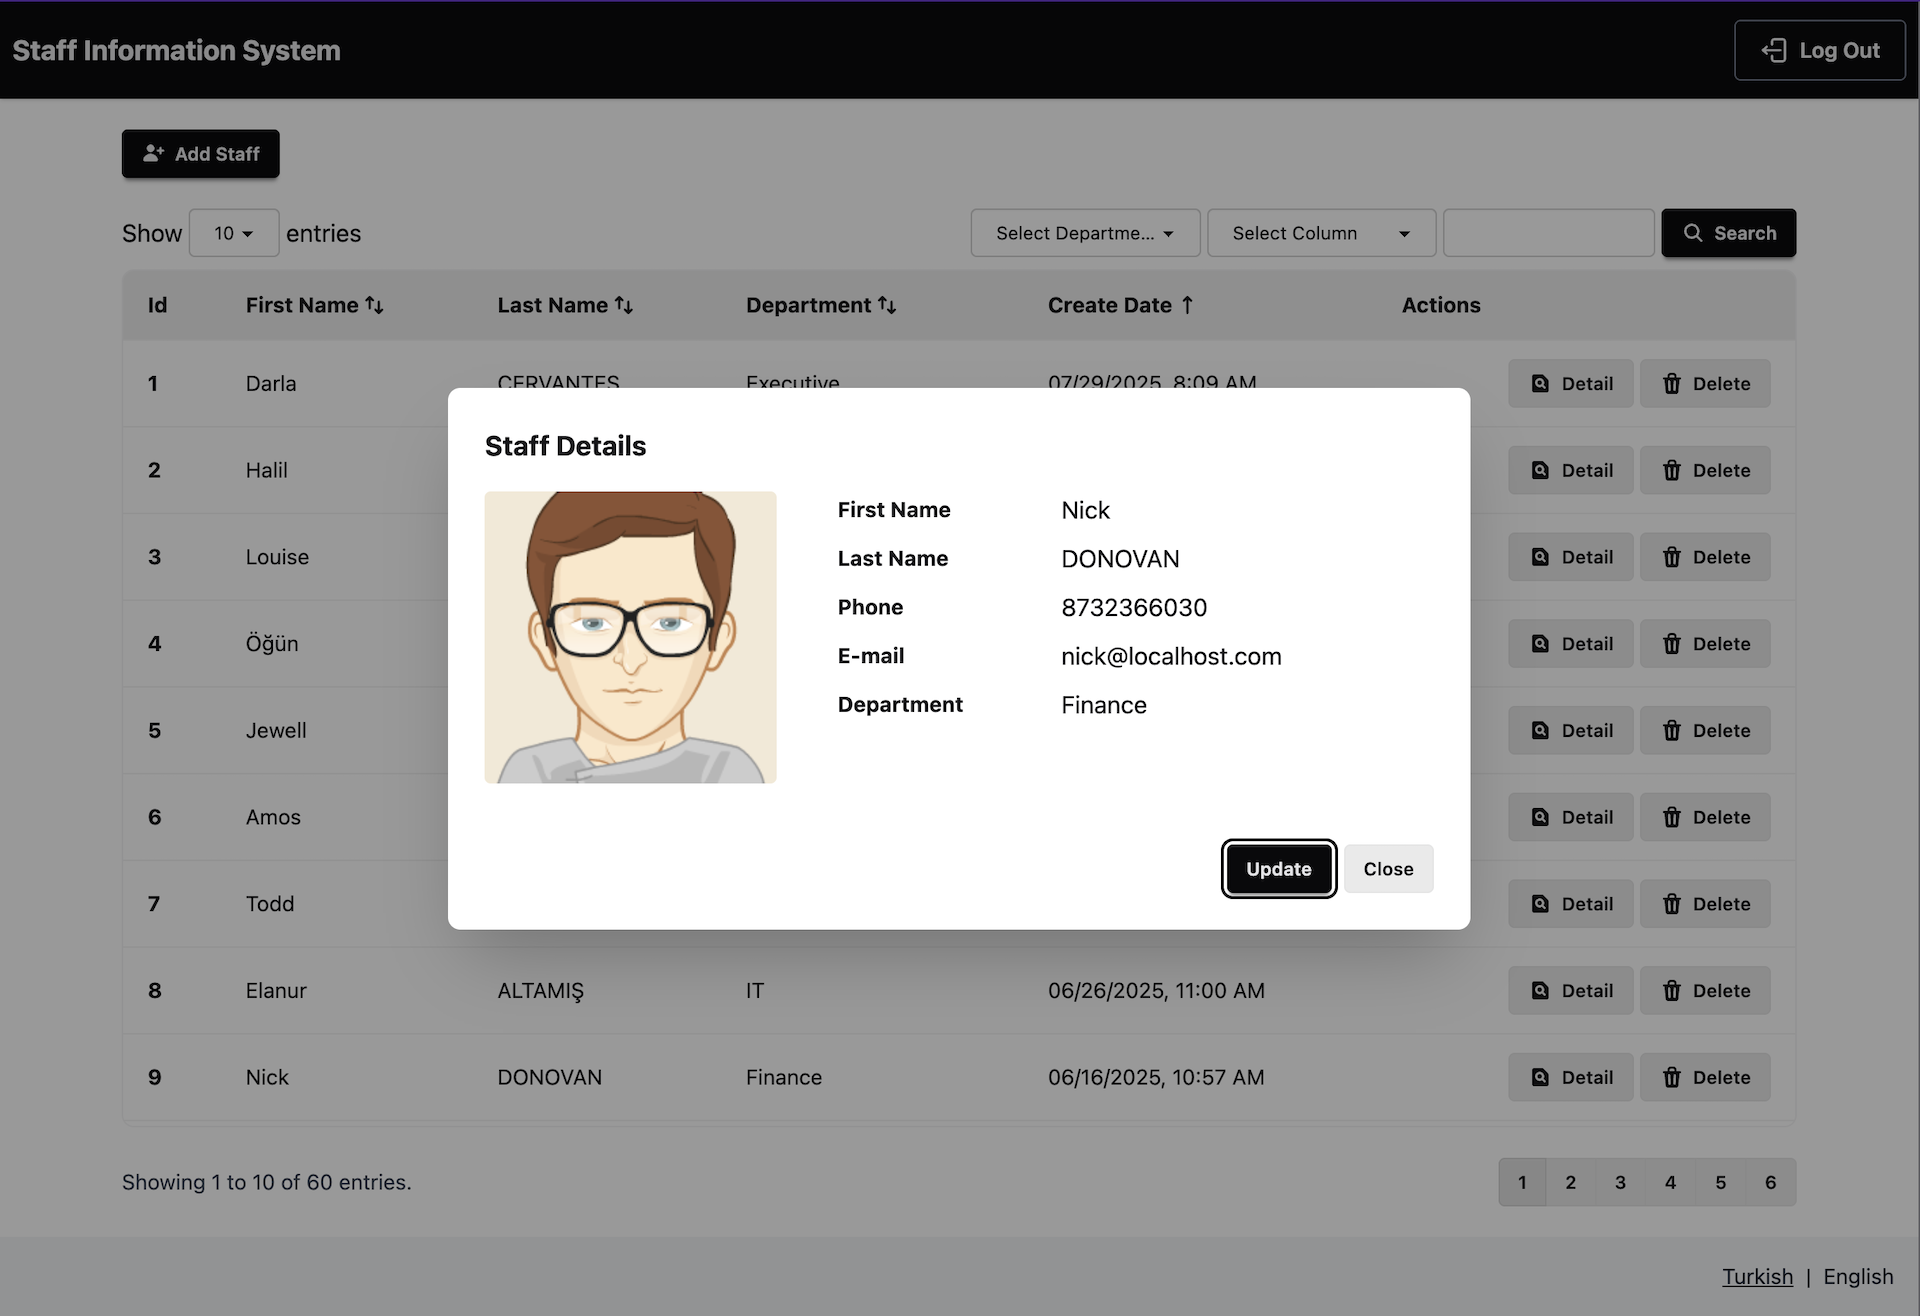 Staff Information System
Log Out
Add Staff
Show 10 entries
Select Departme... Select Column Search
Id First Name Last Name Department Create Date Actions
1 Darla CERVANTES Executive 07/29/2025, 8:09 AM Detail Delete
2 Halil Detail Delete
3 Louise Detail Delete
4 Öğün Detail Delete
5 Jewell Detail Delete
6 Amos Detail Delete
7 Todd Detail Delete
8 Elanur ALTAMIŞ IT 06/26/2025, 11:00 AM Detail Delete
9 Nick DONOVAN Finance 06/16/2025, 10:57 AM Detail Delete
Staff Details
First Name Nick
Last Name DONOVAN
Phone 8732366030
E-mail nick@localhost.com
Department Finance
Update Close
Showing 1 to 10 of 60 entries.
1 2 3 4 5 6
Turkish | English